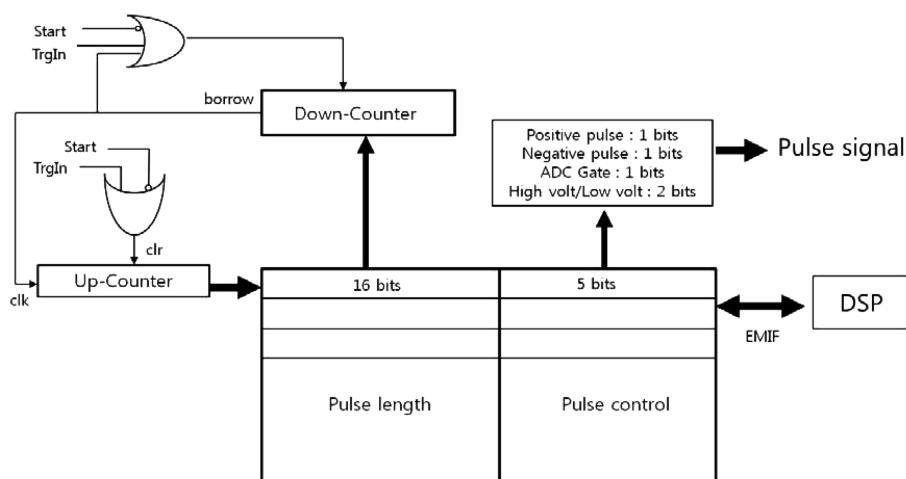 Start
TrgIn
borrow
Down-Counter
Start
TrgIn
clr
Up-Counter
clk
Positive pulse : 1 bits
Negative pulse : 1 bits
ADC Gate : 1 bits
High volt/Low volt : 2 bits
Pulse signal
16 bits
5 bits
DSP
EMIF
Pulse length
Pulse control